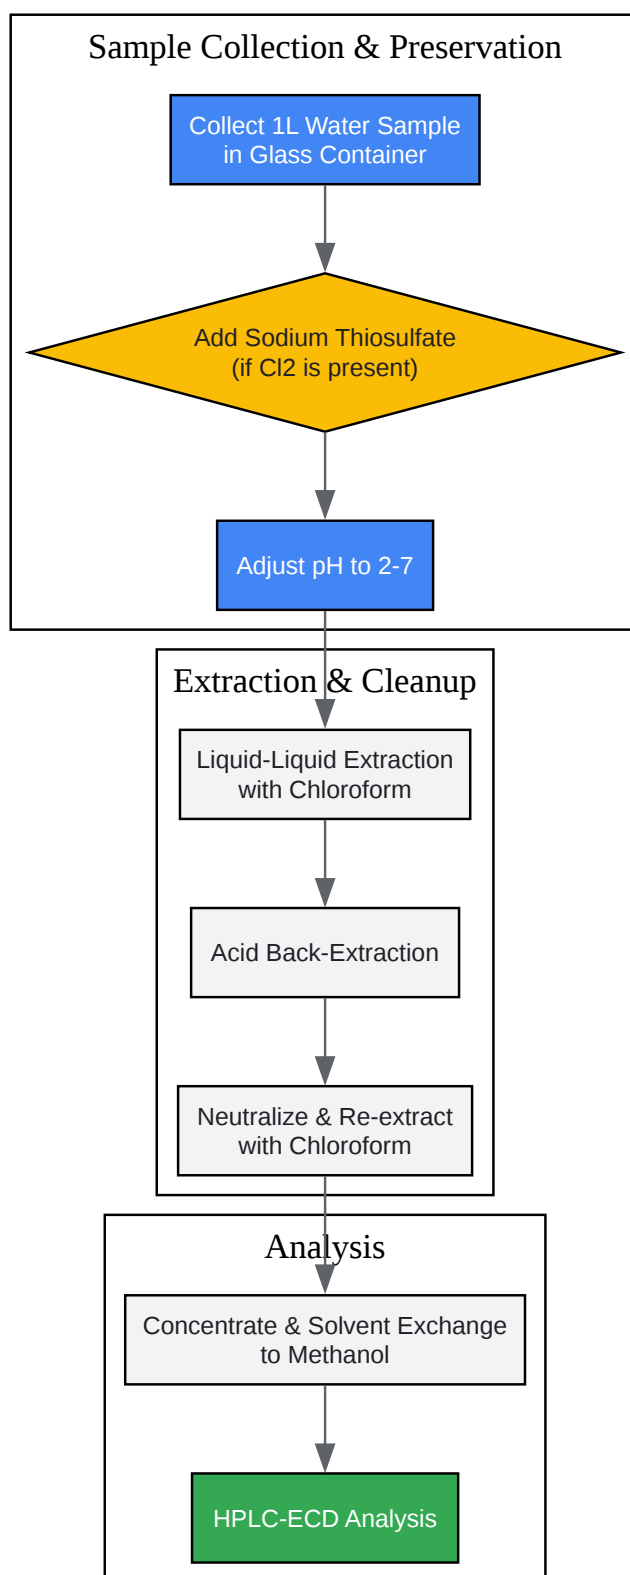 Sample Collection & Preservation
Collect 1L Water Sample
in Glass Container
Add Sodium Thiosulfate
(if Cl2 is present)
Adjust pH to 2-7
Extraction & Cleanup
Liquid-Liquid Extraction
with Chloroform
Acid Back-Extraction
Neutralize & Re-extract
with Chloroform
Analysis
Concentrate & Solvent Exchange
to Methanol
HPLC-ECD Analysis